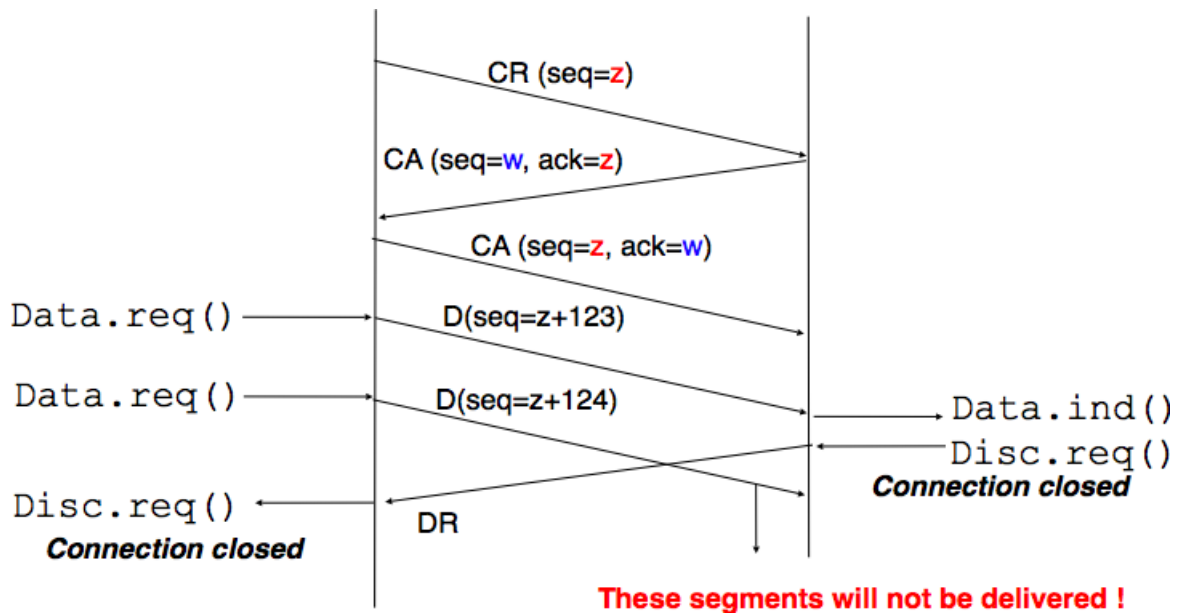 CR (seq=z)
CA (seq=w, ack=z)
CA (seq=z, ack=w)
Data.req()
D(seq=z+123)
Data.req()
D(seq=z+124)
Data.ind()
Disc.req()
Connection closed
Disc.req()
DR
Connection closed
These segments will not be delivered !